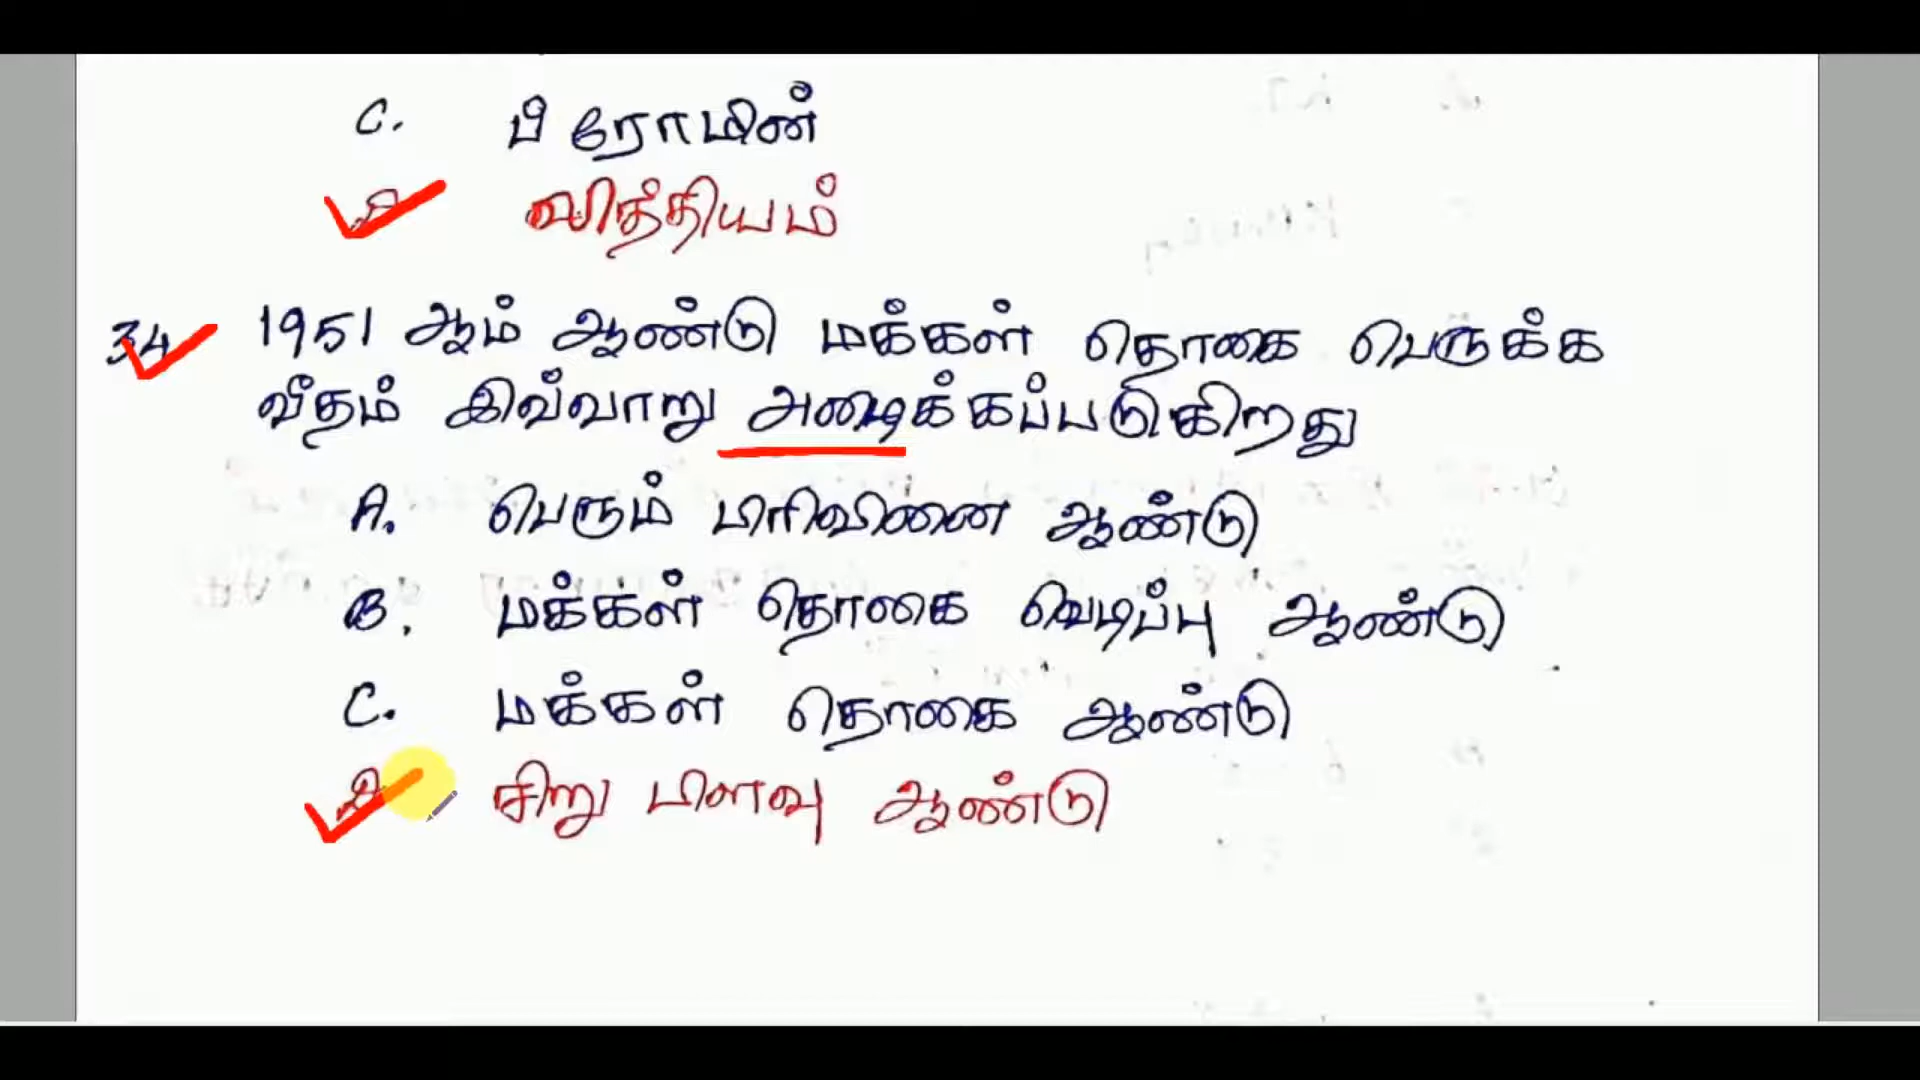 C. பி ரோமின்
லித்தியம்
34 1951 ஆம் ஆண்டு மக்கள் தொகை பெருக்க
வீதம் இவ்வாறு அழைக்கப்படுகிறது
A. பெரும் பிரிவினை ஆண்டு
B. மக்கள் தொகை வெடிப்பு ஆண்டு
C. மக்கள் தொகை ஆண்டு
D சிறு பிளவு ஆண்டு